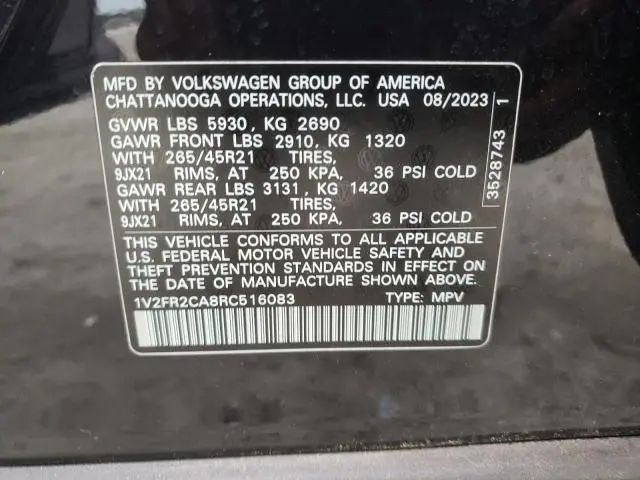 MFD BY VOLKSWAGEN GROUP OF AMERICA
CHATTANOOGA OPERATIONS, LLC. USA 08/2023
GVWR LBS 5930, KG 2690
GAWR FRONT LBS 2910, KG 1320
WITH 265/45R21 TIRES,
9JX21 RIMS, AT 250 KPA, 36 PSI COLD
GAWR REAR LBS 3131, KG 1420
WITH 265/45R21 TIRES,
9JX21 RIMS, AT 250 KPA, 36 PSI COLD
THIS VEHICLE CONFORMS TO ALL APPLICABLE
U.S. FEDERAL MOTOR VEHICLE SAFETY AND
THEFT PREVENTION STANDARDS IN EFFECT ON
THE DATE OF MANUFACTURE SHOWN ABOVE.
1V2FR2CA8RC516083 TYPE: MPV
3528743 1